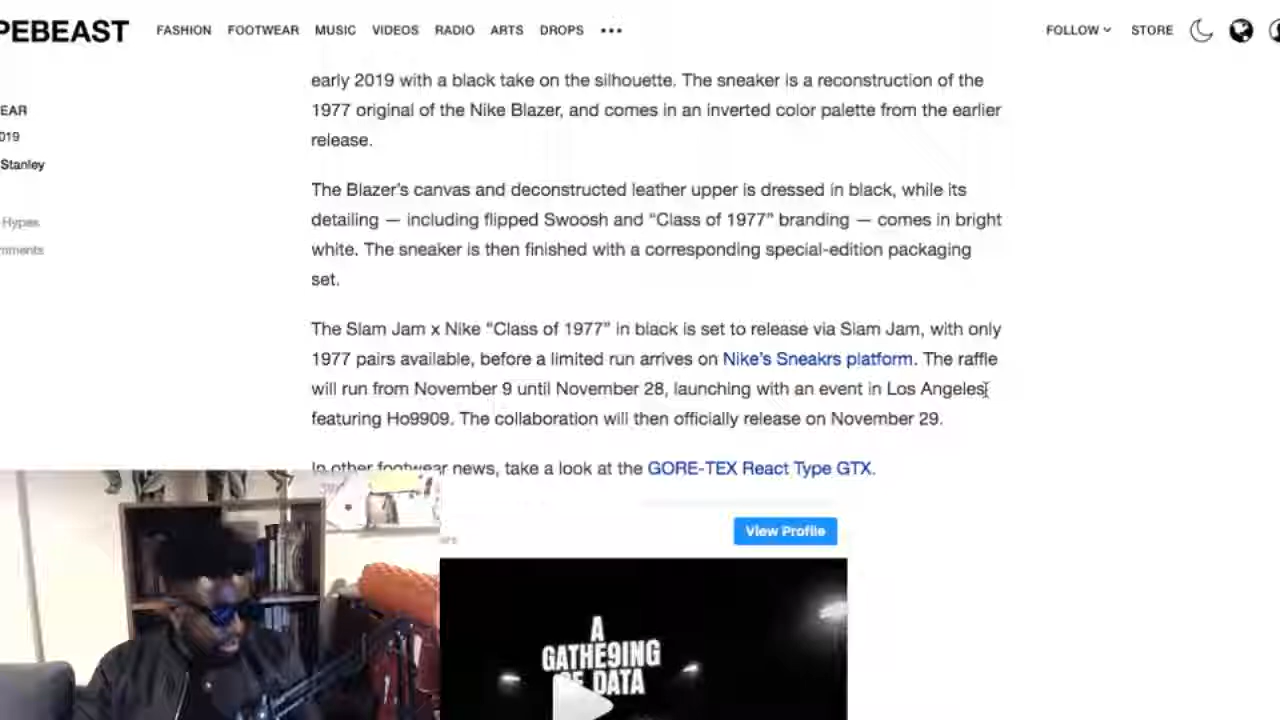 PEBEAST FASHION FOOTWEAR MUSIC VIDEOS RADIO ARTS DROPS ••• FOLLOW STORE
early 2019 with a black take on the silhouette. The sneaker is a reconstruction of the
EAR
1977 original of the Nike Blazer, and comes in an inverted color palette from the earlier
019
release.
Stanley
The Blazer’s canvas and deconstructed leather upper is dressed in black, while its
Hypes
detailing — including flipped Swoosh and “Class of 1977” branding — comes in bright
mments
white. The sneaker is then finished with a corresponding special-edition packaging
set.
The Slam Jam x Nike “Class of 1977” in black is set to release via Slam Jam, with only
1977 pairs available, before a limited run arrives on Nike’s Sneakrs platform. The raffle
will run from November 9 until November 28, launching with an event in Los Angeles
featuring Ho9909. The collaboration will then officially release on November 29.
In other footwear news, take a look at the GORE-TEX React Type GTX.
View Profile
A
GATHE9ING
OF DATA